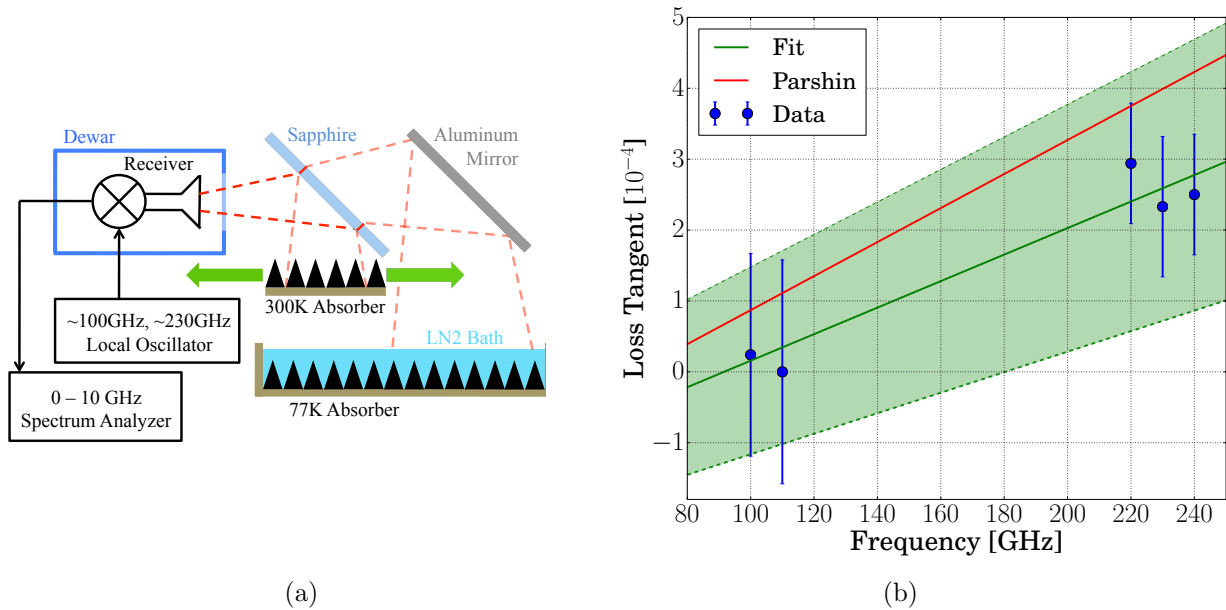 Dewar
Receiver
Sapphire
Aluminum
Mirror
300K Absorber
~100GHz, ~230GHz
Local Oscillator
LN2 Bath
0 – 10 GHz
Spectrum Analyzer
77K Absorber
(a)
Loss Tangent [10⁻⁴]
5
4
3
2
1
0
−1
Fit
Parshin
Data
80 100 120 140 160 180 200 220 240
Frequency [GHz]
(b)